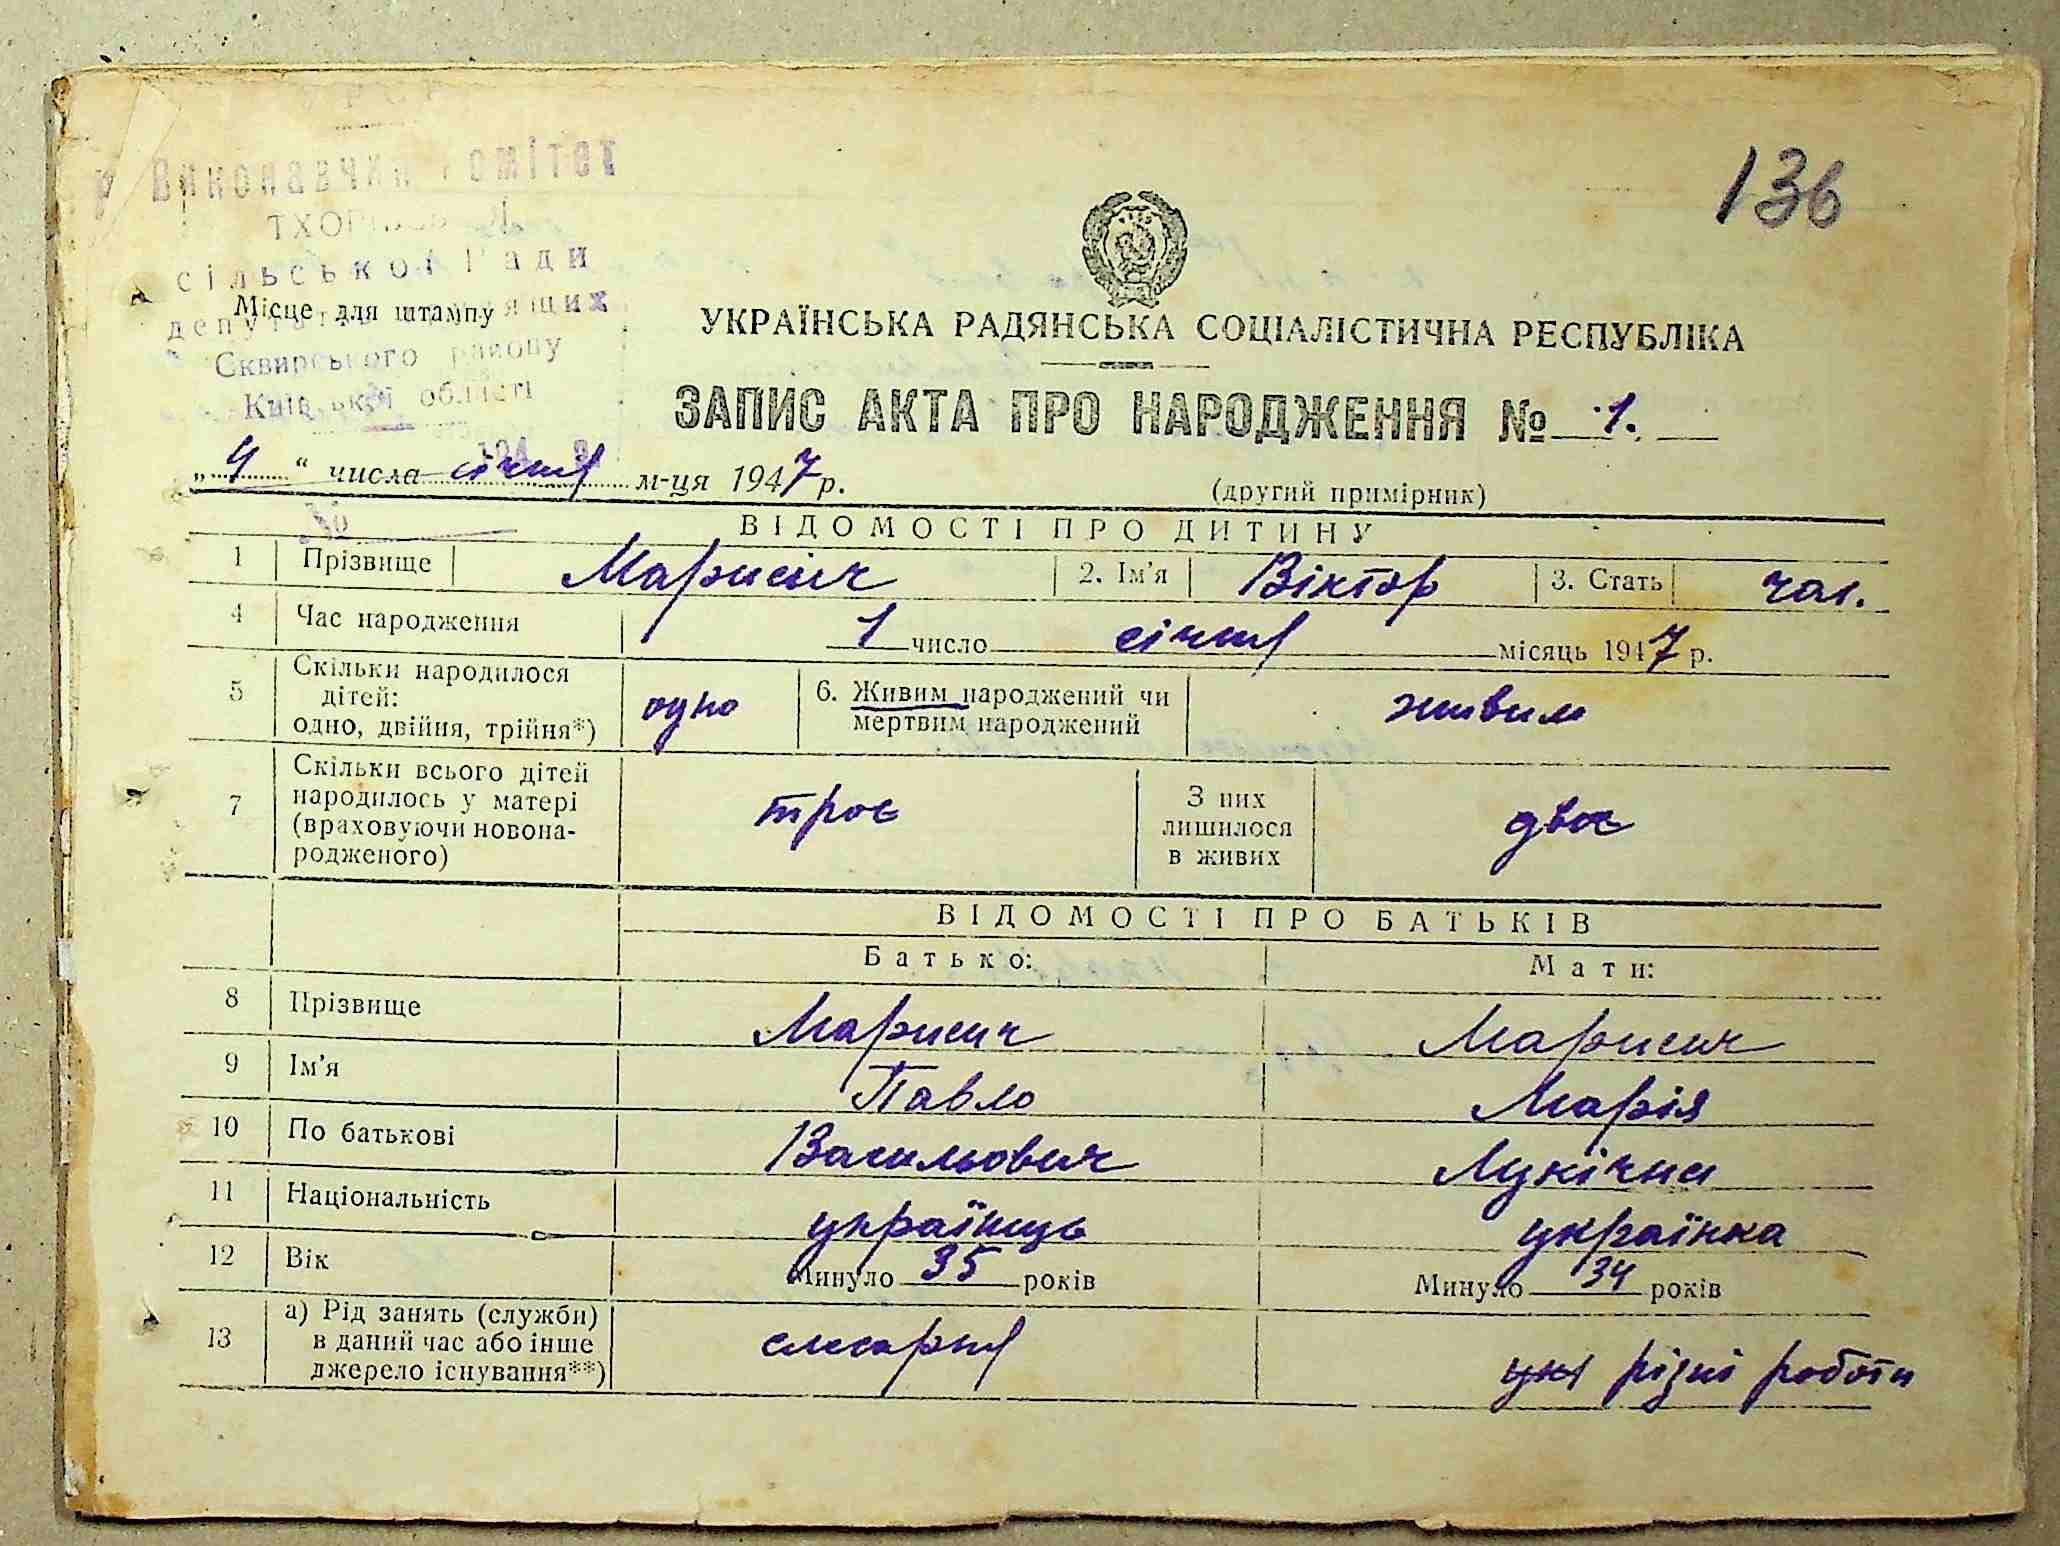 136
Виконавчий комітет
сільської Ради
Місце для штампу
депутатів трудящих
Сквирського району
Київської області
УКРАЇНСЬКА РАДЯНСЬКА СОЦІАЛІСТИЧНА РЕСПУБЛІКА
ЗАПИС АКТА ПРО НАРОДЖЕННЯ № 1.
„4“ числа січня м-ця 1947 р.
(другий примірник)
ВІДОМОСТІ ПРО ДИТИНУ
1 Прізвище Марисич 2. Ім'я Віктор 3. Стать чол.
4 Час народження 1 число січня місяць 1947 р.
5 Скільки народилося
дітей:
одно, двійня, трійня*) одно 6. Живим народжений чи
мертвим народжений живим
7 Скільки всього дітей
народилось у матері
(враховуючи новона-
родженого) троє З них
лишилося
в живих двоє
ВІДОМОСТІ ПРО БАТЬКІВ
Батько: Мати:
8 Прізвище Марисич Марисич
9 Ім'я Павло Марія
10 По батькові Васильович Лукічна
11 Національність українець українка
12 Вік Минуло 35 років Минуло 34 років
13 а) Рід занять (служби)
в даний час або інше
джерело існування**) слюсарня різні роботи